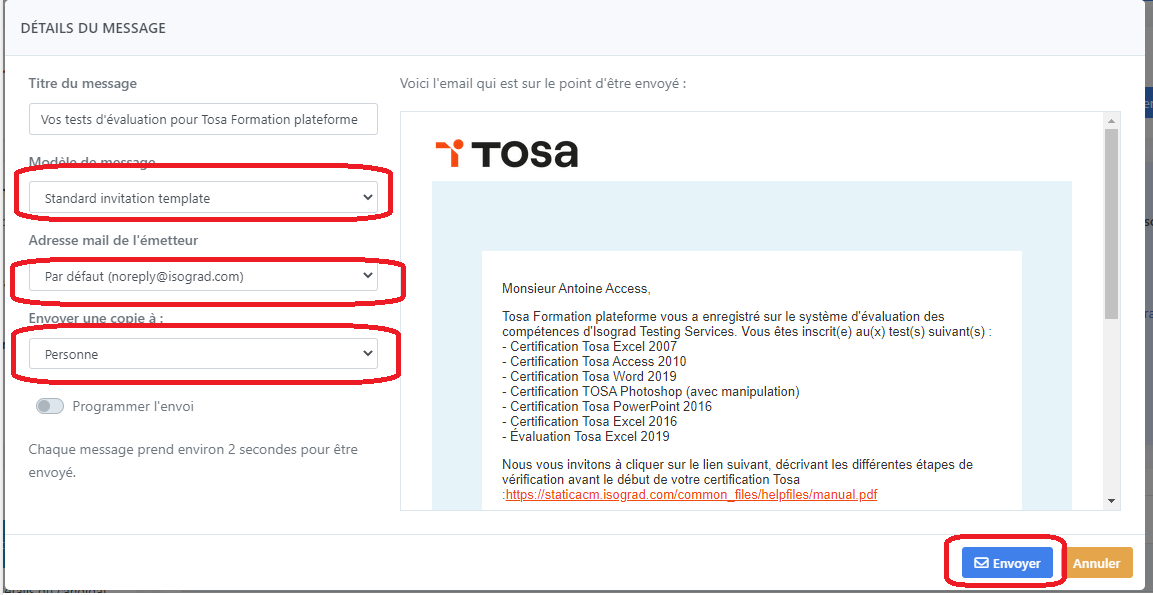 DÉTAILS DU MESSAGE
Titre du message
Vos tests d'évaluation pour Tosa Formation plateforme
Modèle de message
Standard invitation template
Adresse mail de l'émetteur
Par défaut (noreply@isograd.com)
Envoyer une copie à :
Personne
Programmer l'envoi
Chaque message prend environ 2 secondes pour être
envoyé.
Voici l'email qui est sur le point d'être envoyé :
TOSA
Monsieur Antoine Access,
Tosa Formation plateforme vous a enregistré sur le système d'évaluation des
compétences d'Isograd Testing Services. Vous êtes inscrit(e) au(x) test(s) suivant(s) :
- Certification Tosa Excel 2007
- Certification Tosa Access 2010
- Certification Tosa Word 2019
- Certification TOSA Photoshop (avec manipulation)
- Certification Tosa PowerPoint 2016
- Certification Tosa Excel 2016
- Évaluation Tosa Excel 2019
Nous vous invitons à cliquer sur le lien suivant, décrivant les différentes étapes de
vérification avant le début de votre certification Tosa
:https://staticacm.isograd.com/common_files/helpfiles/manual.pdf
Envoyer
Annuler